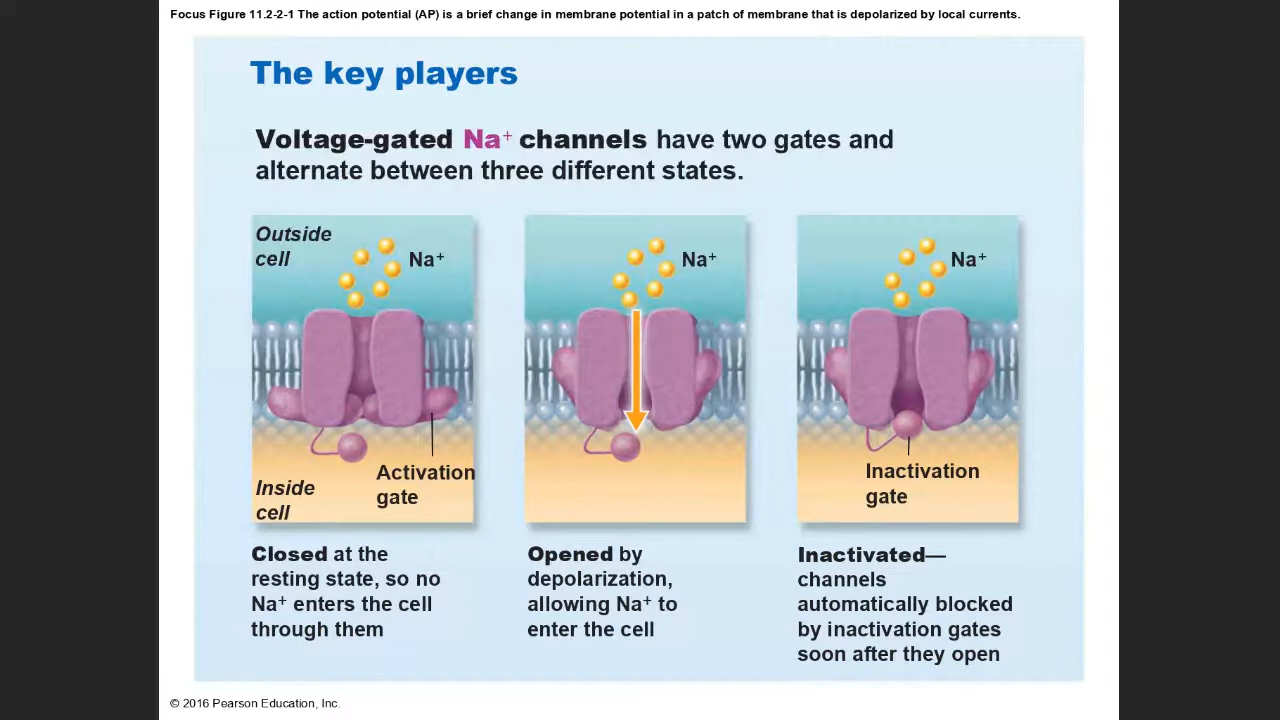 Focus Figure 11.2-2-1 The action potential (AP) is a brief change in membrane potential in a patch of membrane that is depolarized by local currents.
The key players
Voltage-gated Na⁺ channels have two gates and
alternate between three different states.
Outside
cell
Na⁺
Activation
gate
Inside
cell
Closed at the
resting state, so no
Na⁺ enters the cell
through them
Na⁺
Opened by
depolarization,
allowing Na⁺ to
enter the cell
Na⁺
Inactivation
gate
Inactivated—
channels
automatically blocked
by inactivation gates
soon after they open
© 2016 Pearson Education, Inc.